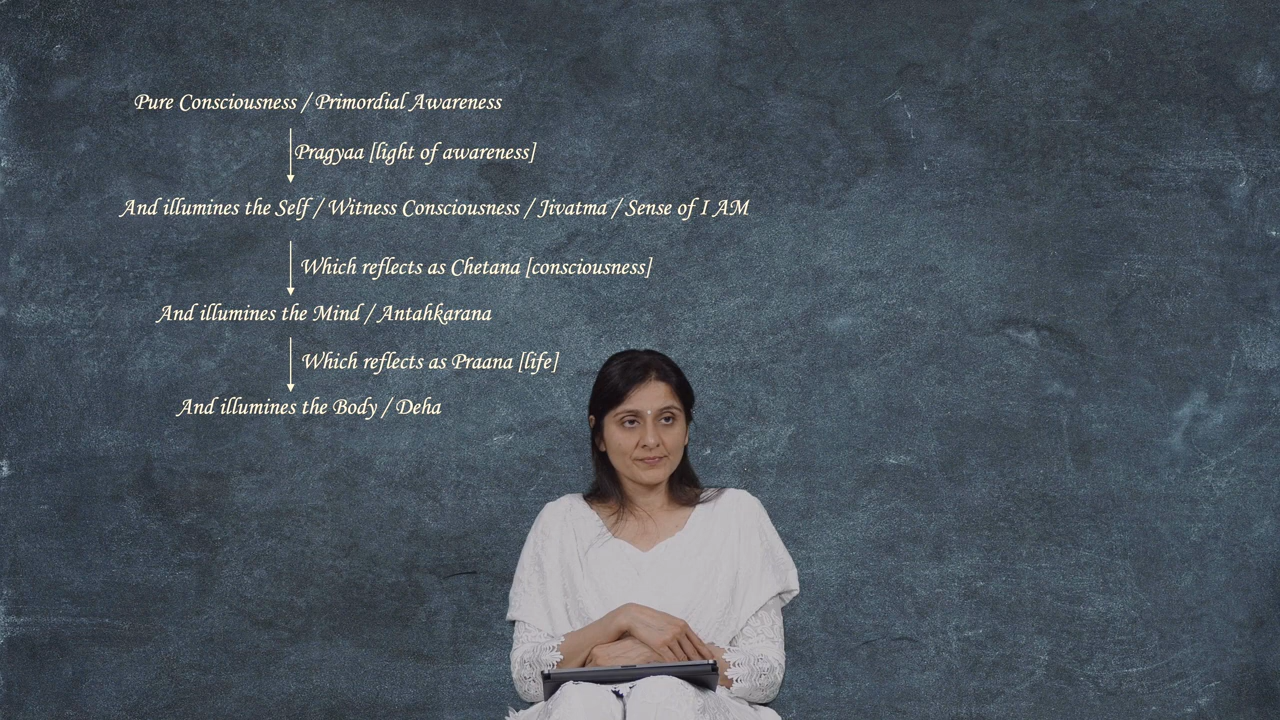 Pure Consciousness / Primordial Awareness
Pragyaa [light of awareness]
And illumines the Self / Witness Consciousness / Jivatma / Sense of I AM
Which reflects as Chetana [consciousness]
And illumines the Mind / Antahkarana
Which reflects as Praana [life]
And illumines the Body / Deha